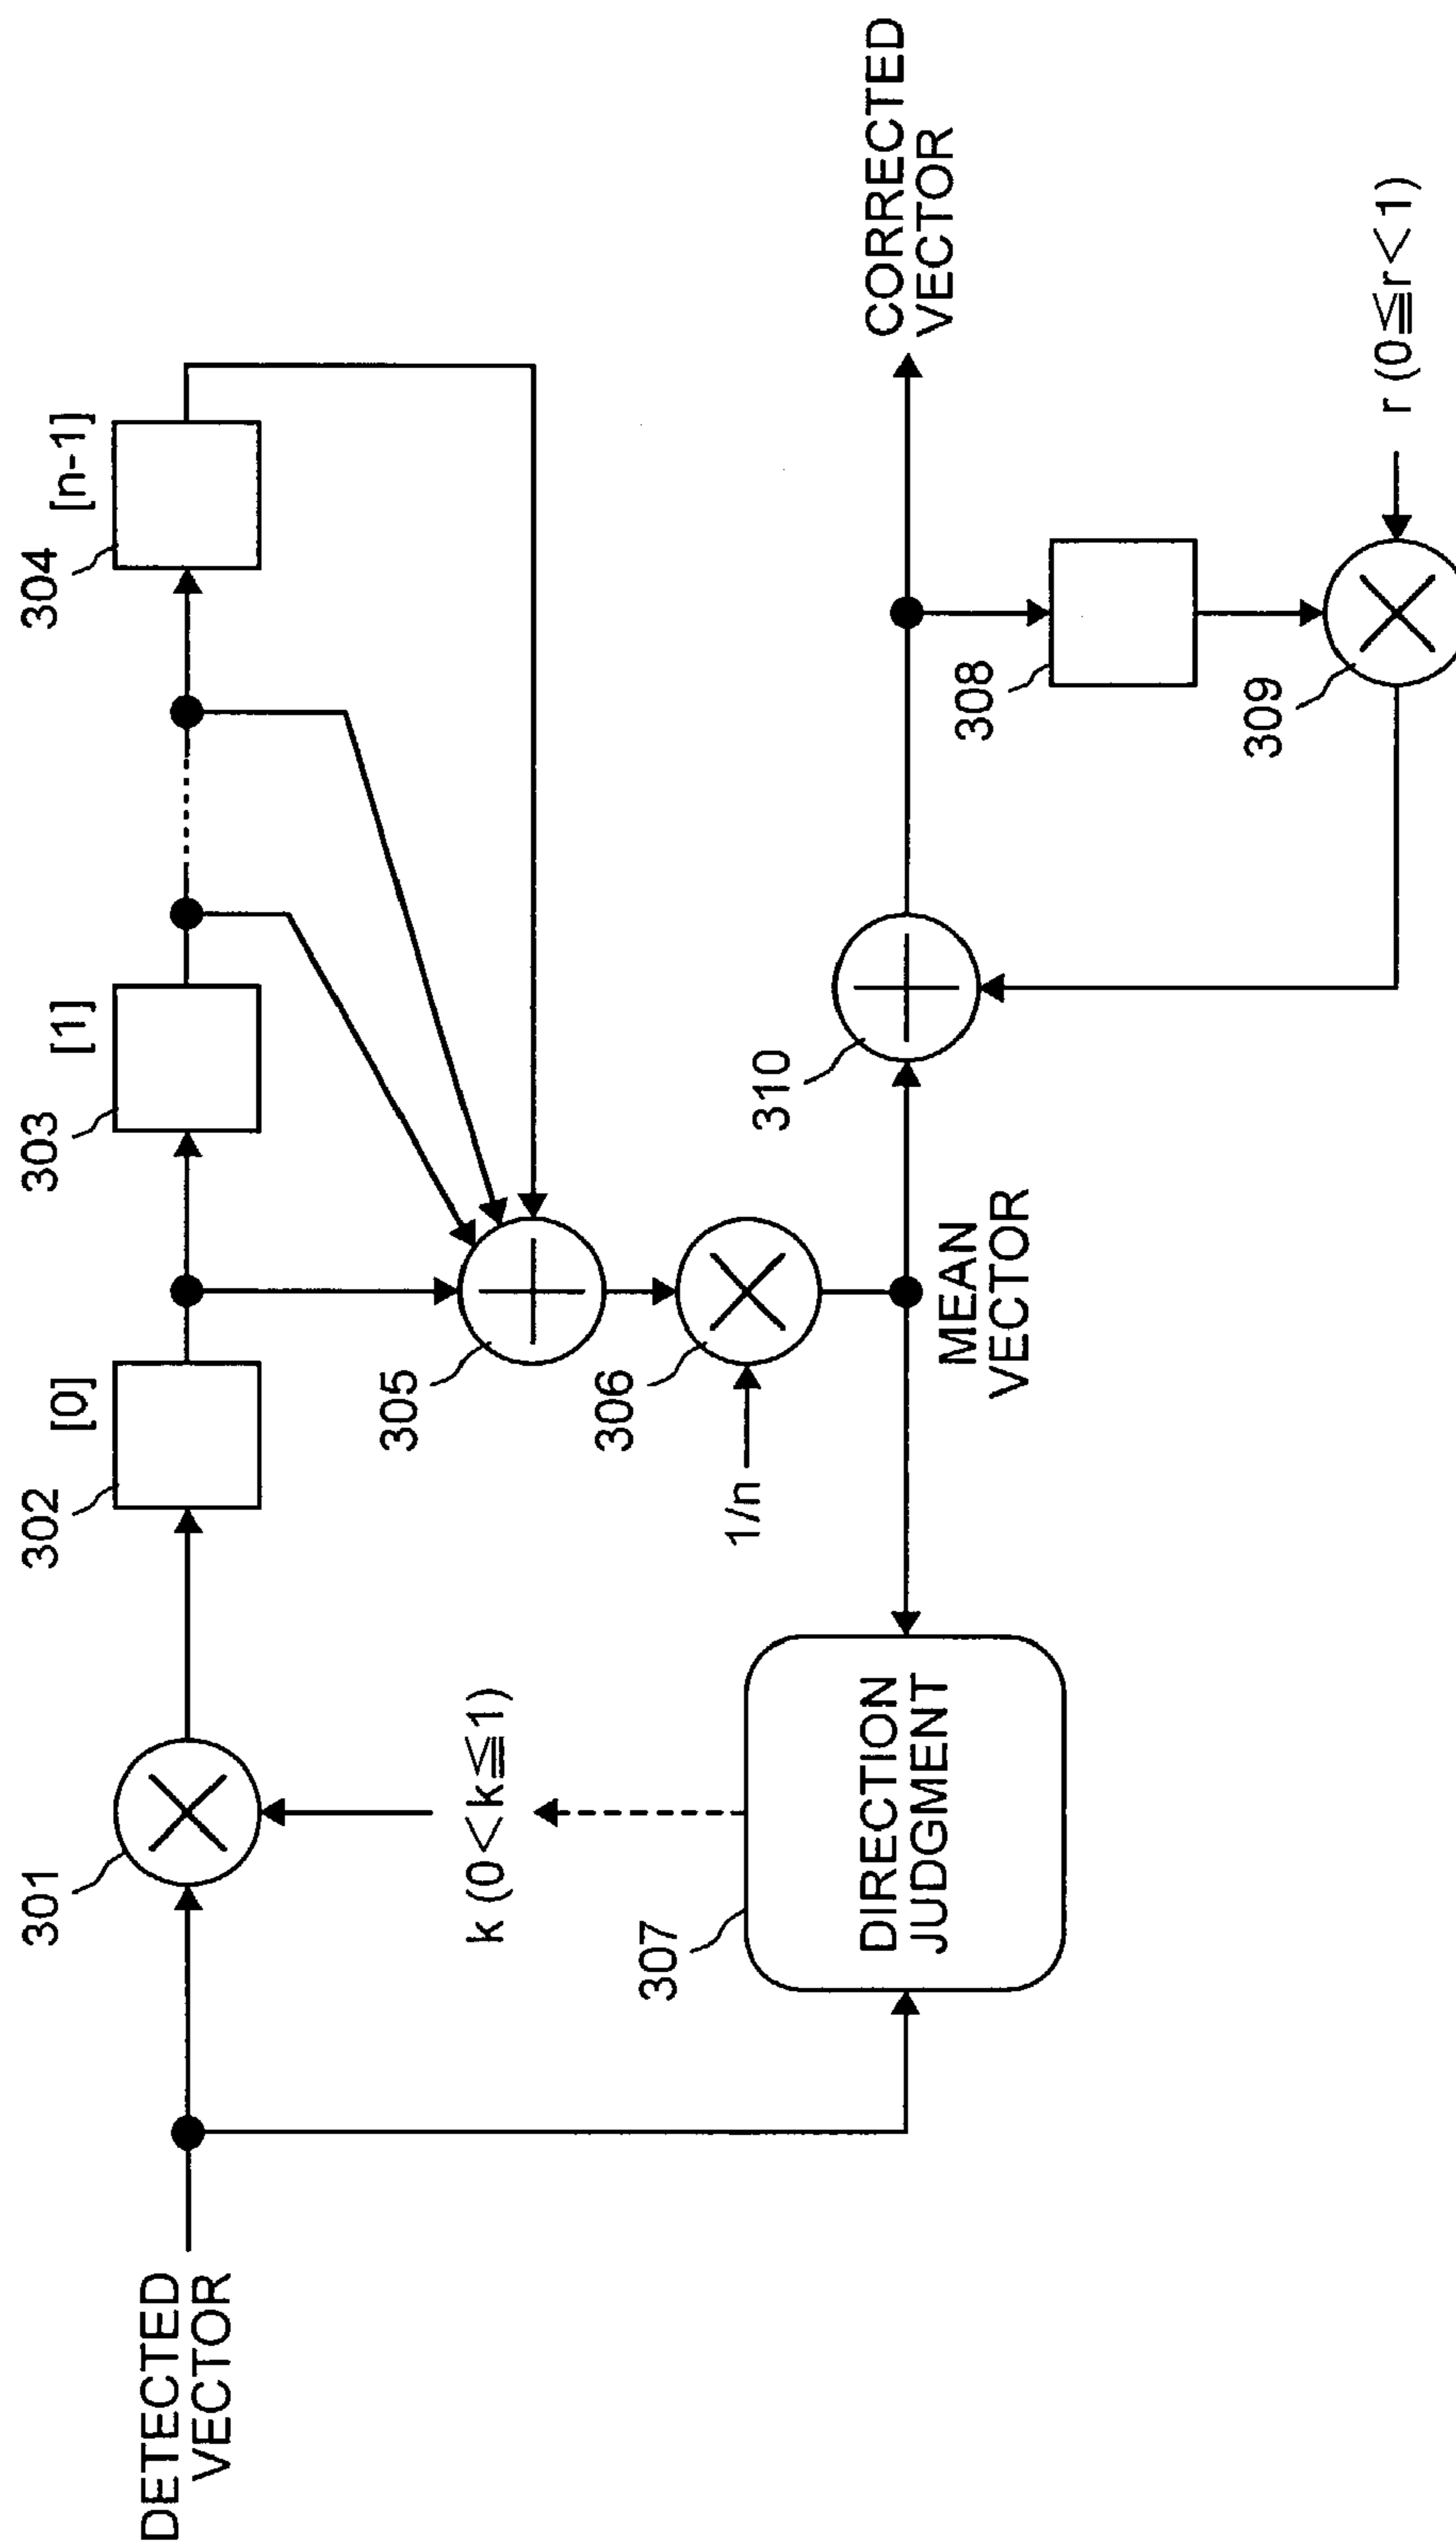 DETECTED
VECTOR
301
k (0<k≦1)
307
DIRECTION
JUDGMENT
302
[0]
303
[1]
304
[n-1]
305
306
1/n
MEAN
VECTOR
310
308
309
r (0≦r<1)
CORRECTED
VECTOR